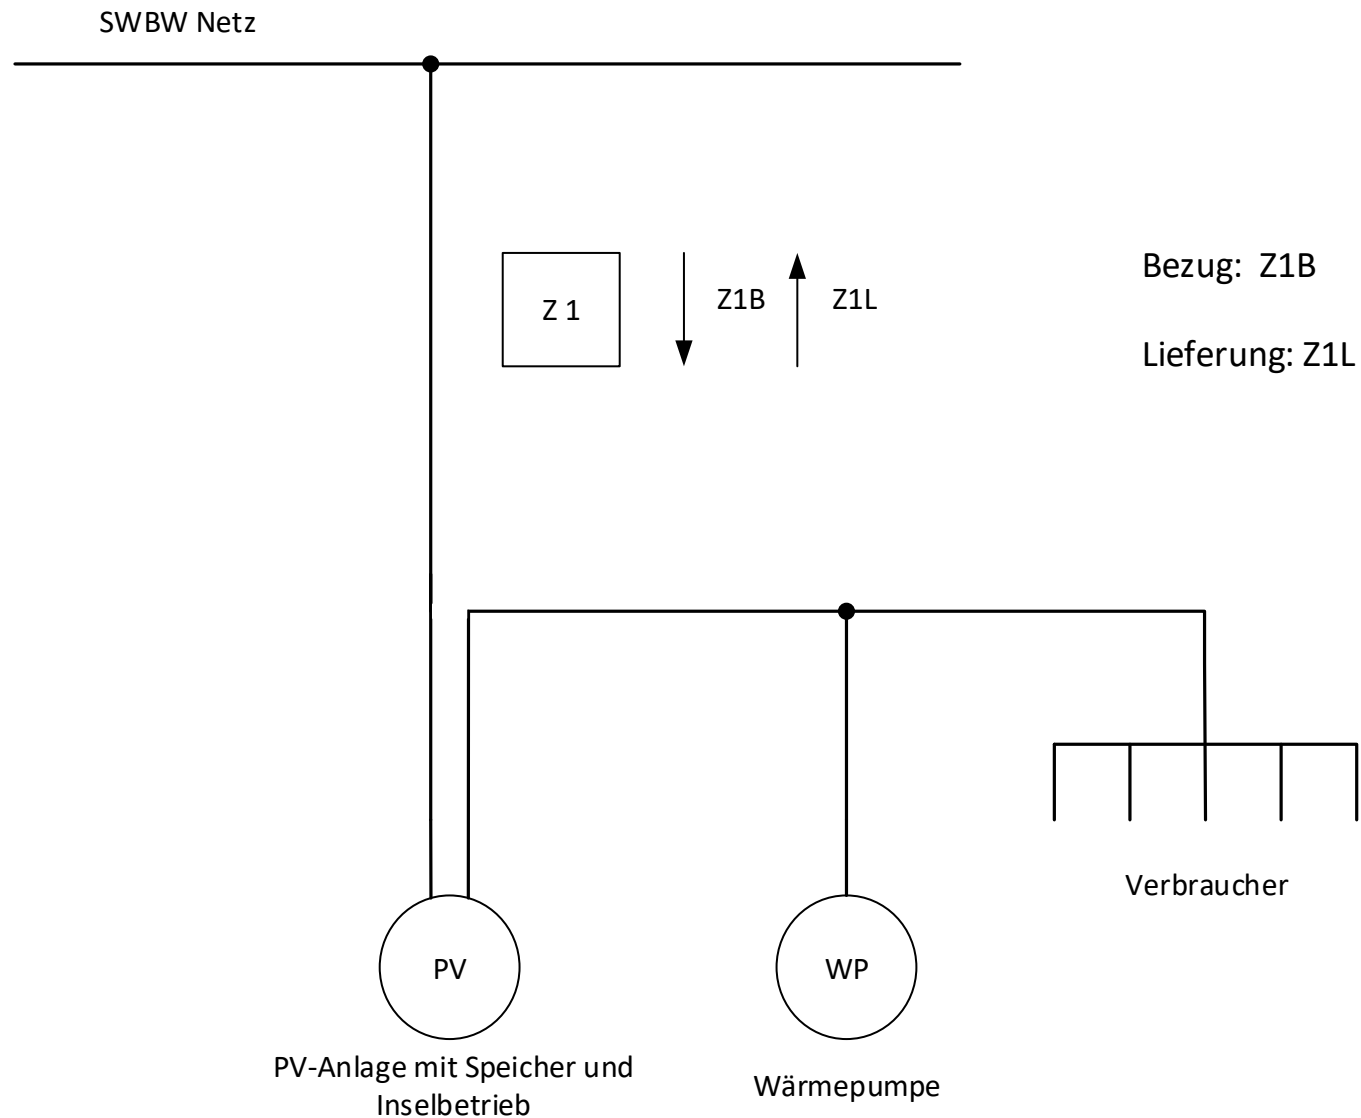 SWBW Netz
Z 1
Z1B
Z1L
Bezug: Z1B
Lieferung: Z1L
Verbraucher
PV
WP
PV-Anlage mit Speicher und
Inselbetrieb
Wärmepumpe